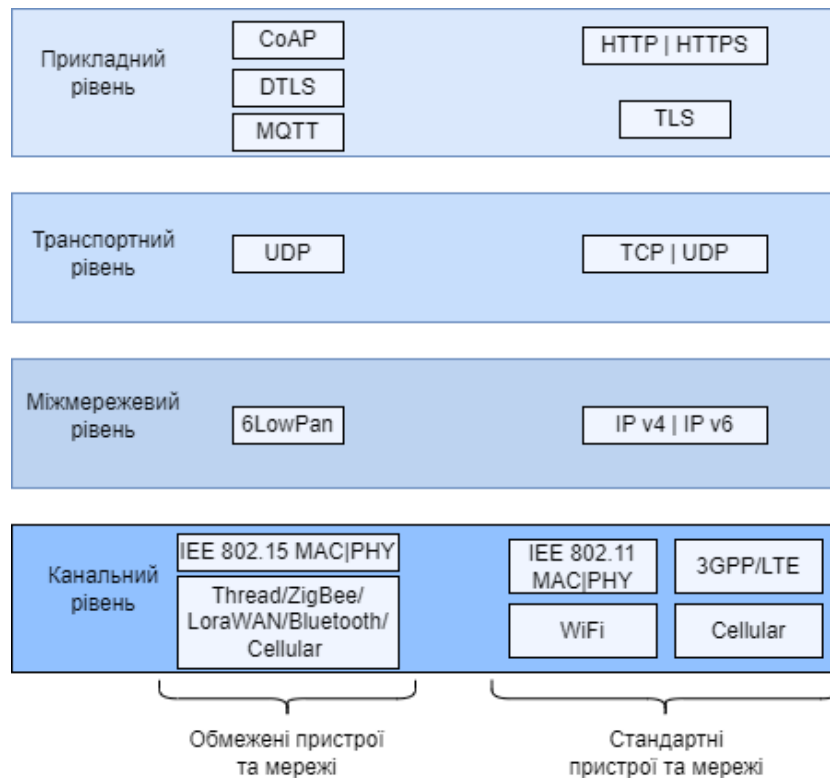 Прикладний
рівень
CoAP
DTLS
MQTT
HTTP | HTTPS
TLS
Транспортний
рівень
UDP
TCP | UDP
Міжмережевий
рівень
6LowPan
IP v4 | IP v6
Канальний
рівень
IEE 802.15 MAC|PHY
Thread/ZigBee/
LoraWAN/Bluetooth/
Cellular
IEE 802.11
MAC|PHY
3GPP/LTE
WiFi
Cellular
Обмежені пристрої
та мережі
Стандартні
пристрої та мережі